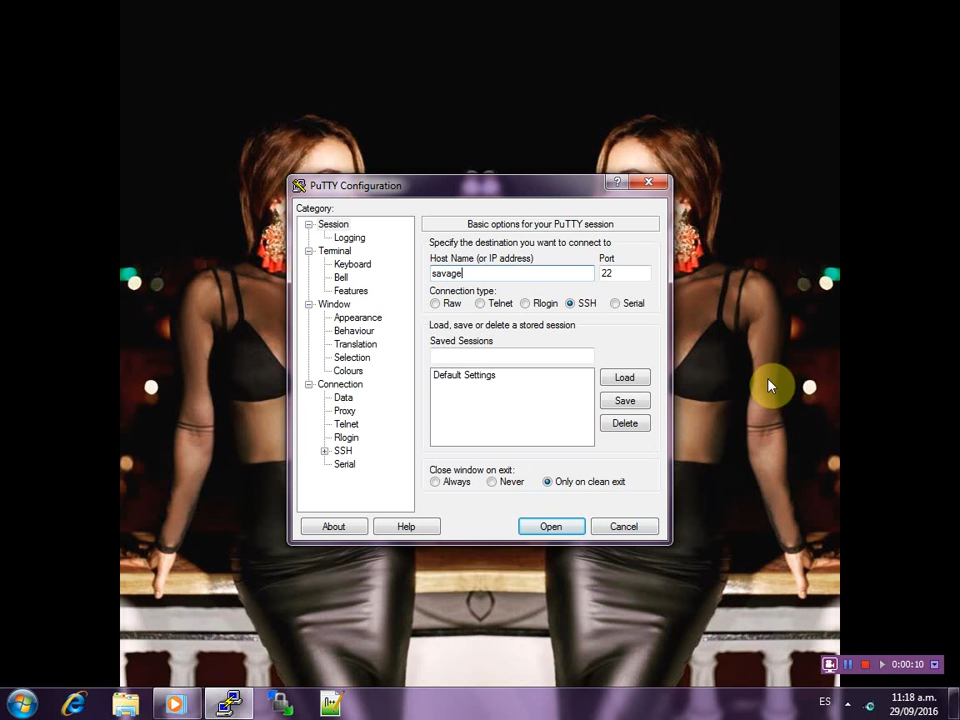 PuTTY Configuration
Category:
Session
Logging
Terminal
Keyboard
Bell
Features
Window
Appearance
Behaviour
Translation
Selection
Colours
Connection
Data
Proxy
Telnet
Rlogin
SSH
Serial
Basic options for your PuTTY session
Specify the destination you want to connect to
Host Name (or IP address) Port
savage 22
Connection type:
Raw Telnet Rlogin SSH Serial
Load, save or delete a stored session
Saved Sessions
Default Settings
Load
Save
Delete
Close window on exit:
Always Never Only on clean exit
About Help Open Cancel
0:00:10
ES 11:18 a.m.
29/09/2016